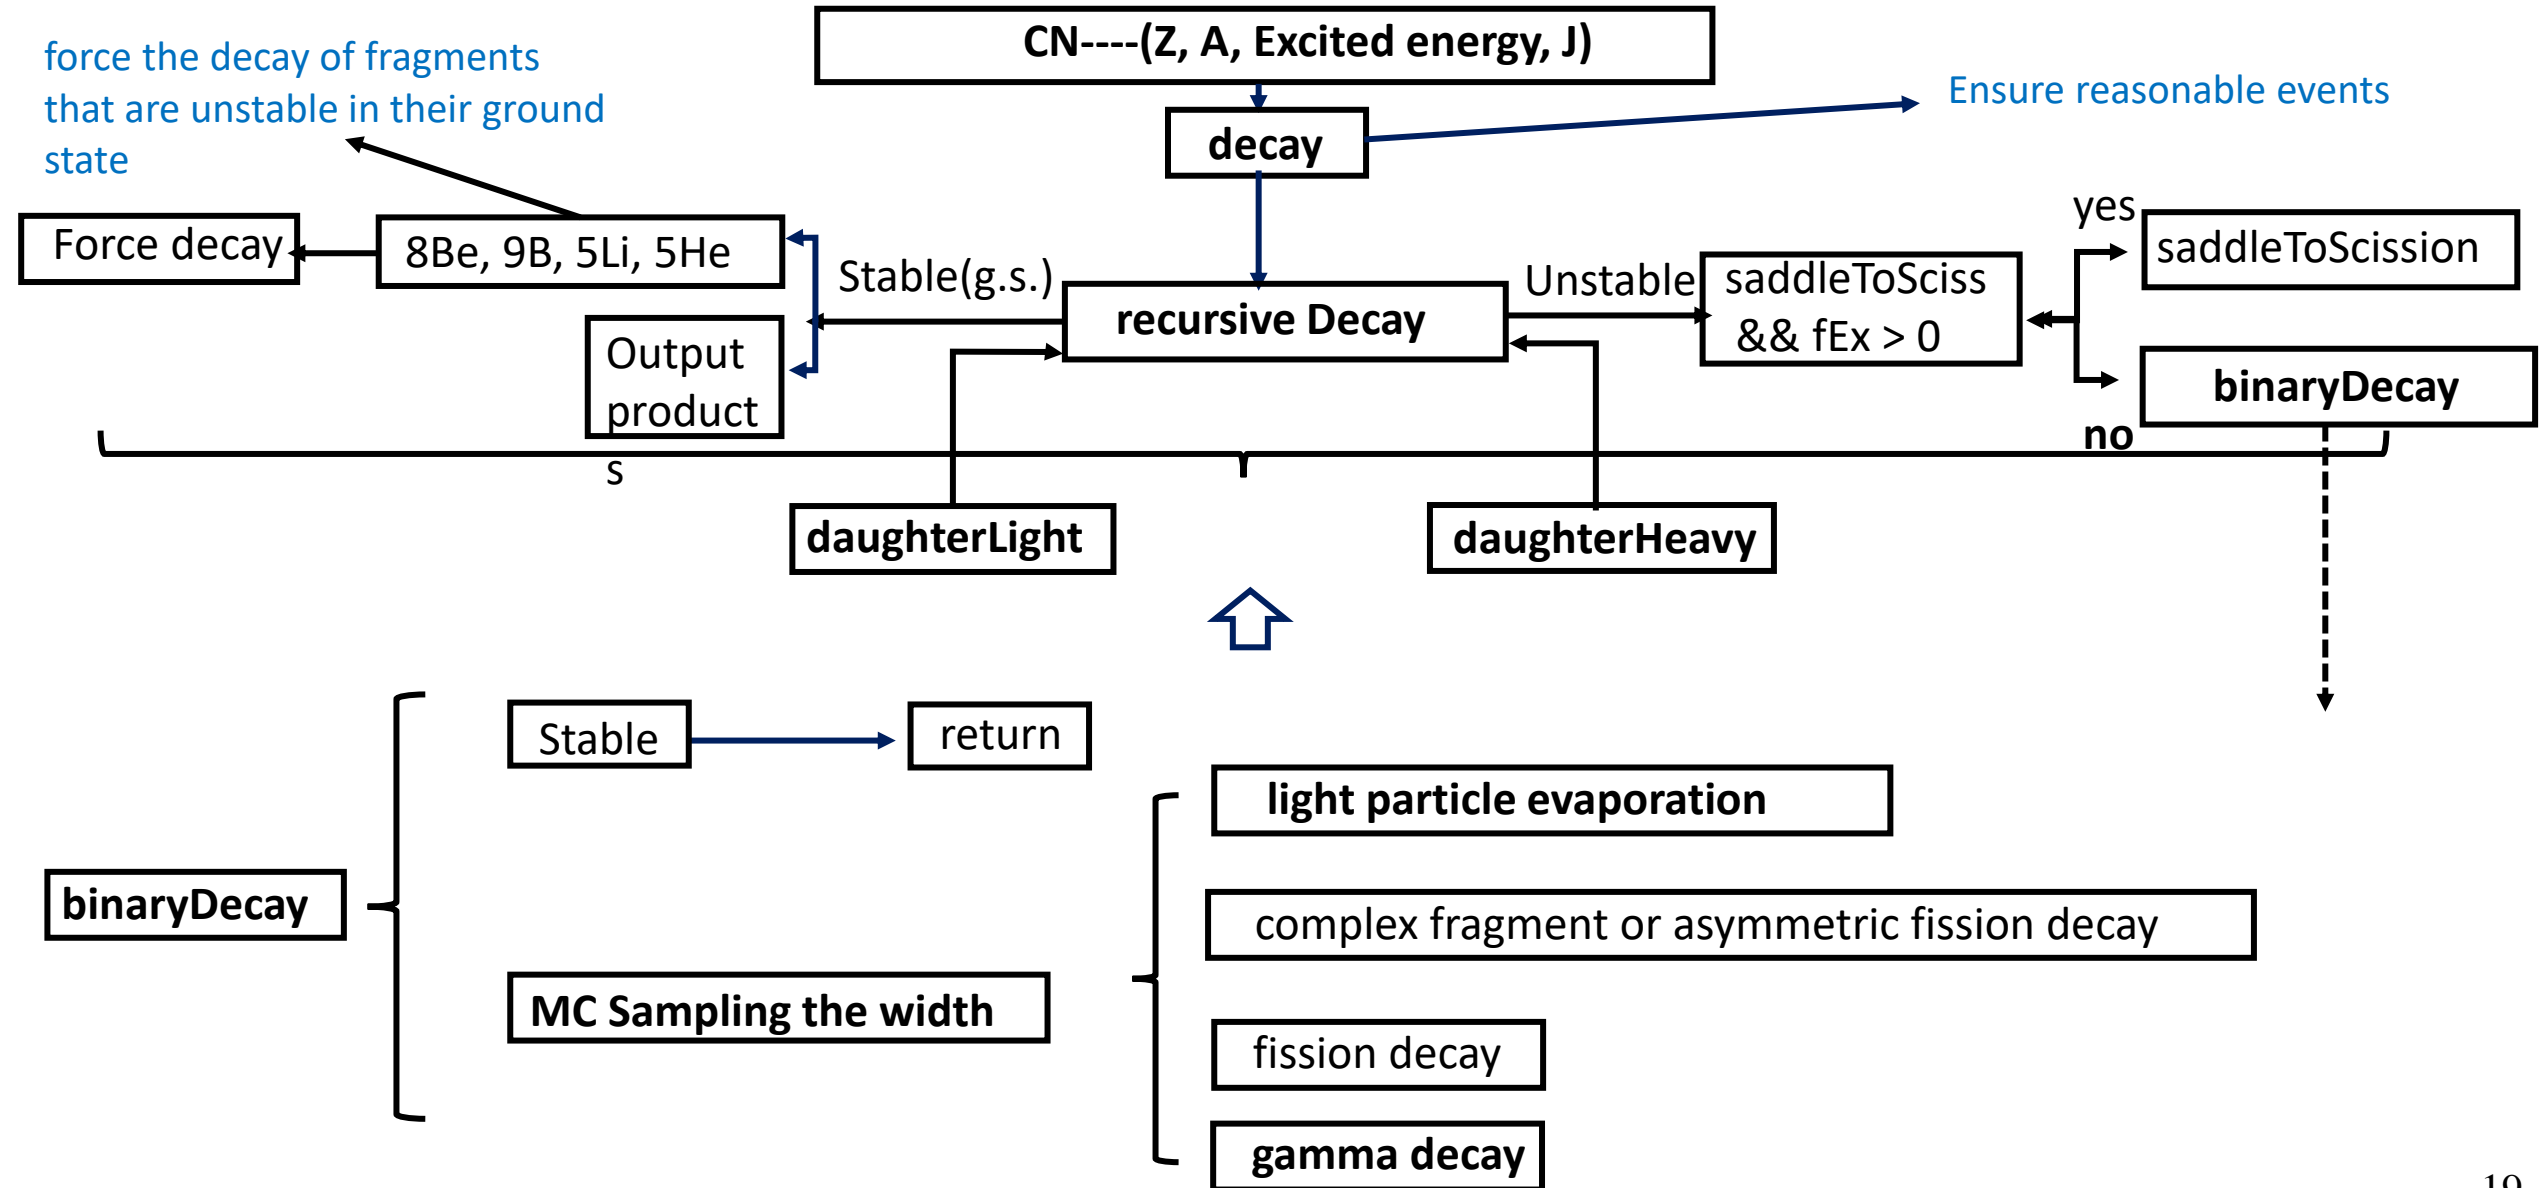 CN----(Z, A, Excited energy, J)
force the decay of fragments
that are unstable in their ground
state
Ensure reasonable events
decay
yes
Force decay
8Be, 9B, 5Li, 5He
Stable(g.s.)
recursive Decay
Unstable
saddleToSciss
&& fEx > 0
saddleToScission
Output
product
s
binaryDecay
no
daughterLight
daughterHeavy
Stable
return
light particle evaporation
binaryDecay
complex fragment or asymmetric fission decay
MC Sampling the width
fission decay
gamma decay
19